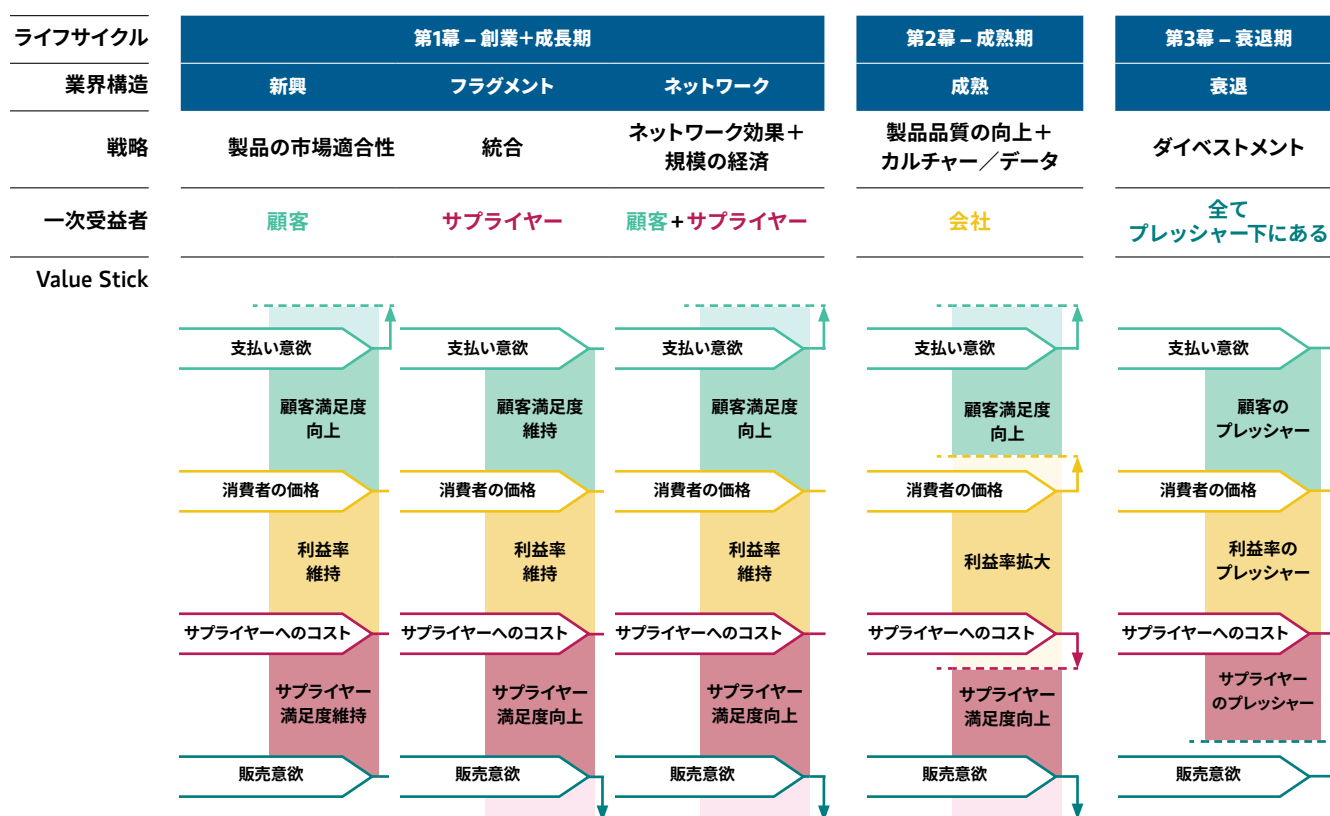 ライフサイクル
第1幕 – 創業+成長期
第2幕 – 成熟期
第3幕 – 衰退期
業界構造
新興
フラグメント
ネットワーク
成熟
衰退
戦略
製品の市場適合性
統合
ネットワーク効果+
規模の経済
製品品質の向上+
カルチャー/データ
ダイベストメント
一次受益者
顧客
サプライヤー
顧客+サプライヤー
会社
全て
プレッシャー下にある
Value Stick
支払い意欲
支払い意欲
支払い意欲
支払い意欲
支払い意欲
顧客満足度
向上
顧客満足度
維持
顧客満足度
向上
顧客満足度
向上
顧客の
プレッシャー
消費者の価格
消費者の価格
消費者の価格
消費者の価格
消費者の価格
利益率
維持
利益率
維持
利益率
維持
利益率拡大
利益率の
プレッシャー
サプライヤーへのコスト
サプライヤーへのコスト
サプライヤーへのコスト
サプライヤーへのコスト
サプライヤーへのコスト
サプライヤー
満足度維持
サプライヤー
満足度向上
サプライヤー
満足度向上
サプライヤー
満足度向上
サプライヤー
のプレッシャー
販売意欲
販売意欲
販売意欲
販売意欲
販売意欲